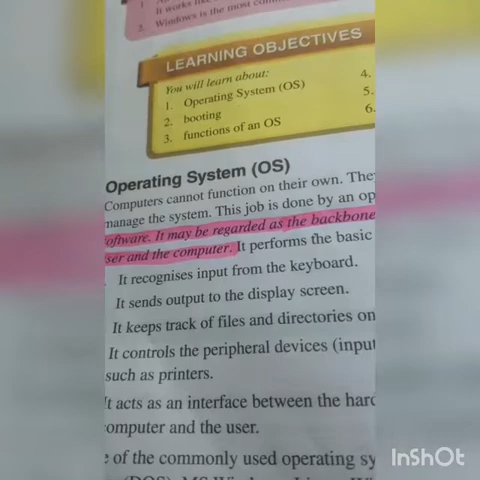 1
It works
2. Windows is the most
LEARNING OBJECTIVES
You will learn about:
1. Operating System (OS)
2. booting
3. functions of an OS
4.
5.
6.
Operating System (OS)
Computers cannot function on their own. The
manage the system. This job is done by an op
oftware. It may be regarded as the backbone
ser and the computer. It performs the basic
It recognises input from the keyboard.
It sends output to the display screen.
It keeps track of files and directories on
It controls the peripheral devices (input
such as printers.
It acts as an interface between the hard
omputer and the user.
e of the commonly used operating sy
InShOt